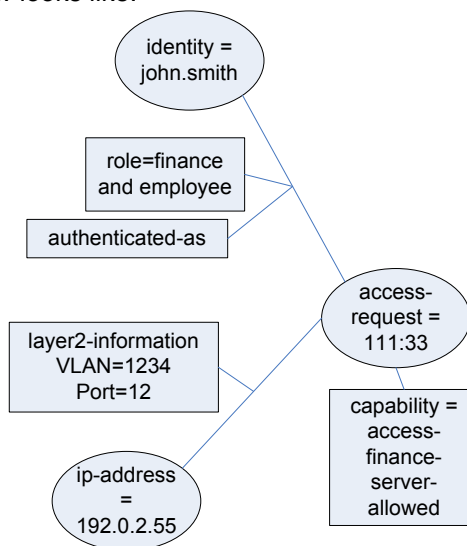 looks like:
identity =
john.smith
role=finance
and employee
authenticated-as
access-
request =
111:33
layer2-information
VLAN=1234
Port=12
capability =
access-
finance-
server-
allowed
ip-address
=
192.0.2.55